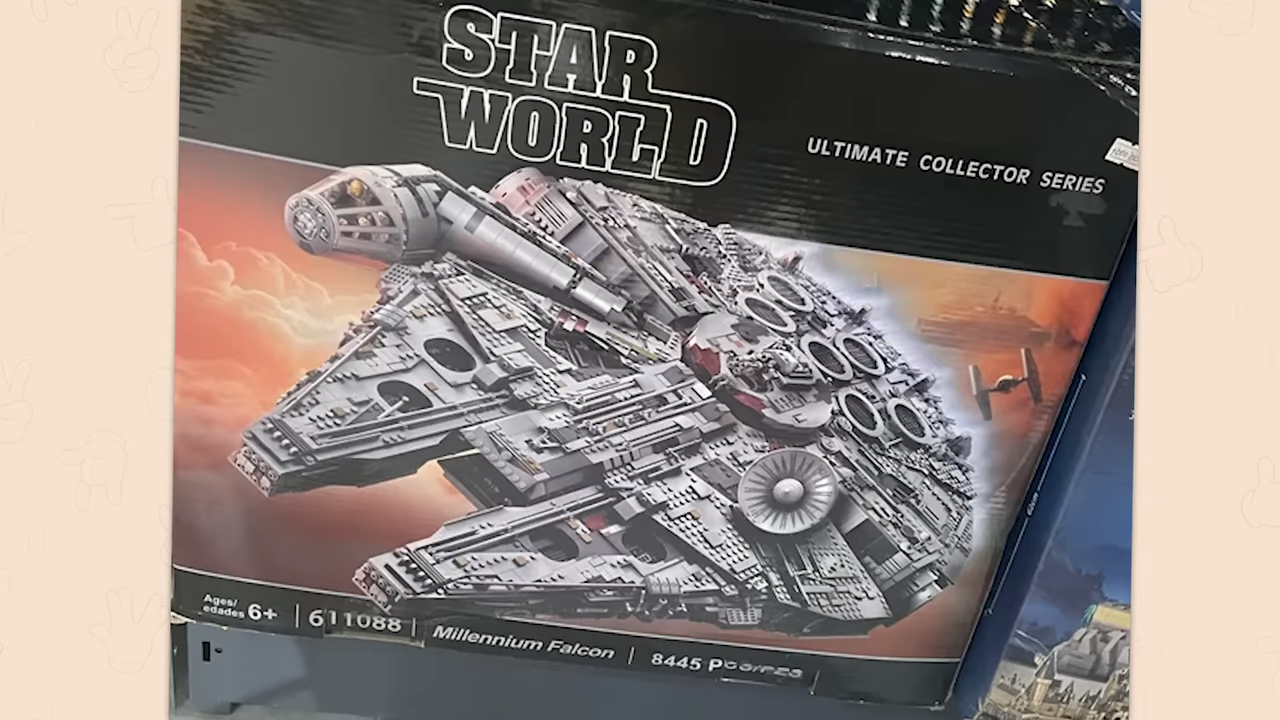 STAR
WORLD
ULTIMATE COLLECTOR SERIES
Ages/
edades 6+
611088
Millennium Falcon
8445